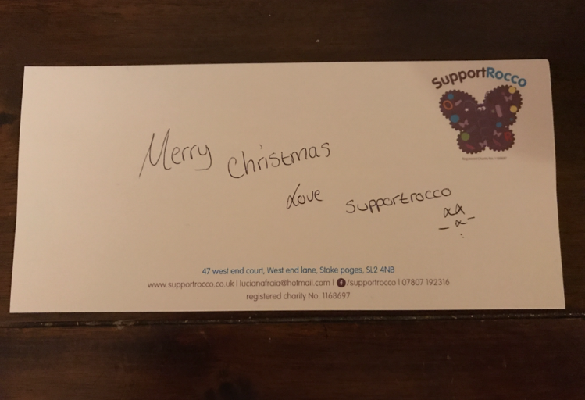 SupportRocco
Merry Christmas
Love Supportrocco
xx
x
47 west end court, West end lane, Stoke poges, SL2 4NB
www.supportrocco.co.uk | lucianafraia@hotmail.com | f/supportrocco | 07807 192316
registered charity No. 1168697